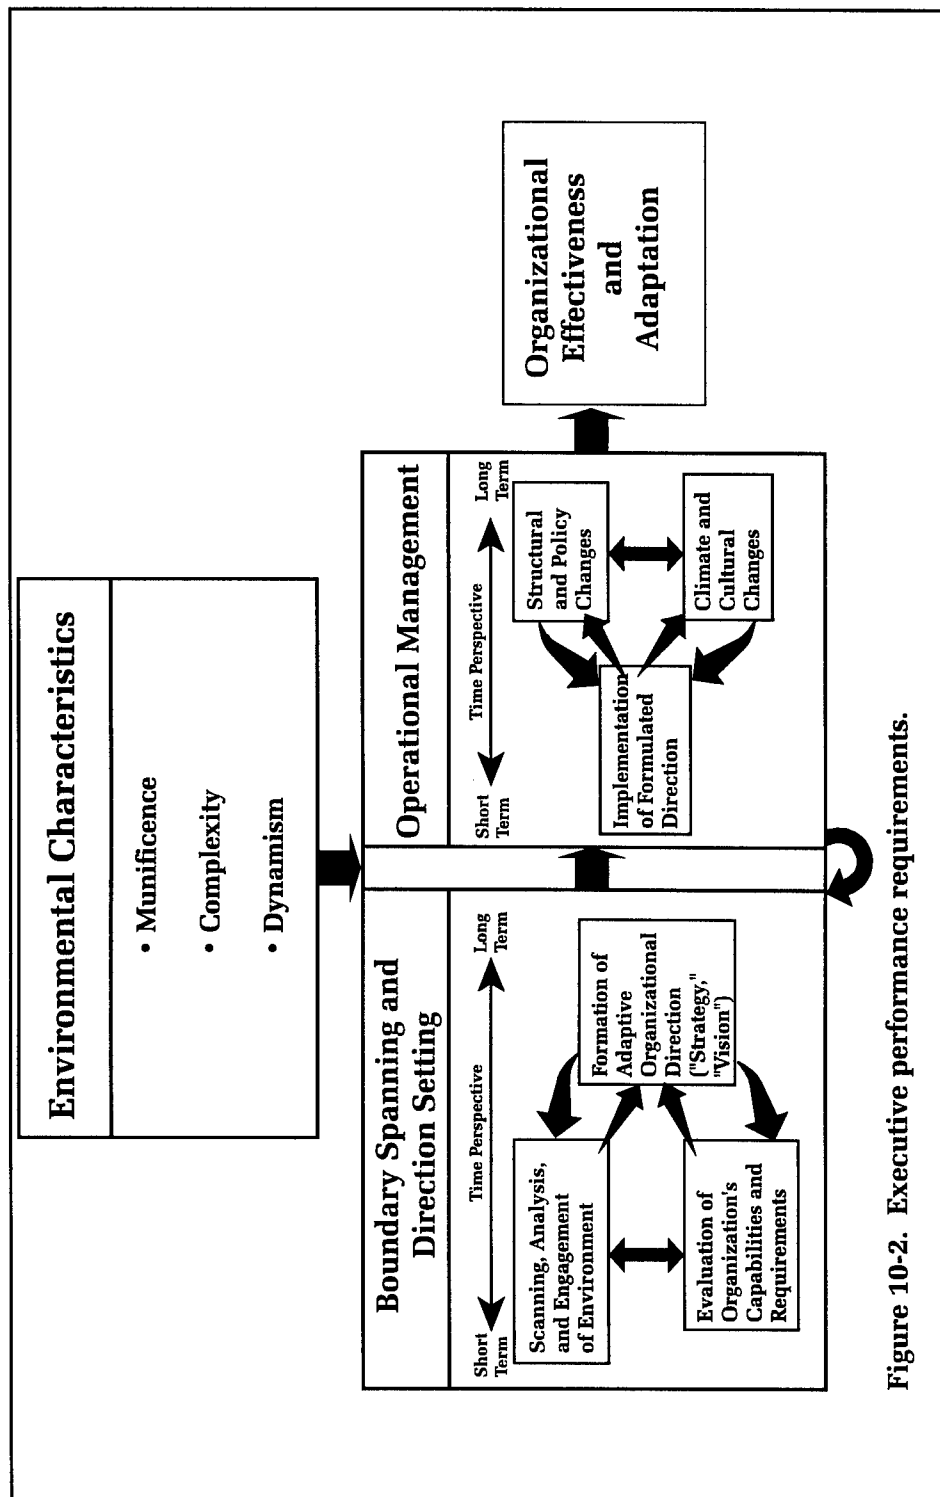 Environmental Characteristics
• Munificence
• Complexity
• Dynamism
Boundary Spanning and
Direction Setting
Short
Term
Time Perspective
Long
Term
Scanning, Analysis,
and Engagement
of Environment
Formation of
Adaptive
Organizational
Direction
("Strategy,"
"Vision")
Evaluation of
Organization's
Capabilities and
Requirements
Operational Management
Short
Term
Time Perspective
Long
Term
Structural
and Policy
Changes
Implementation
of Formulated
Direction
Climate and
Cultural
Changes
Organizational
Effectiveness
and
Adaptation
Figure 10-2. Executive performance requirements.